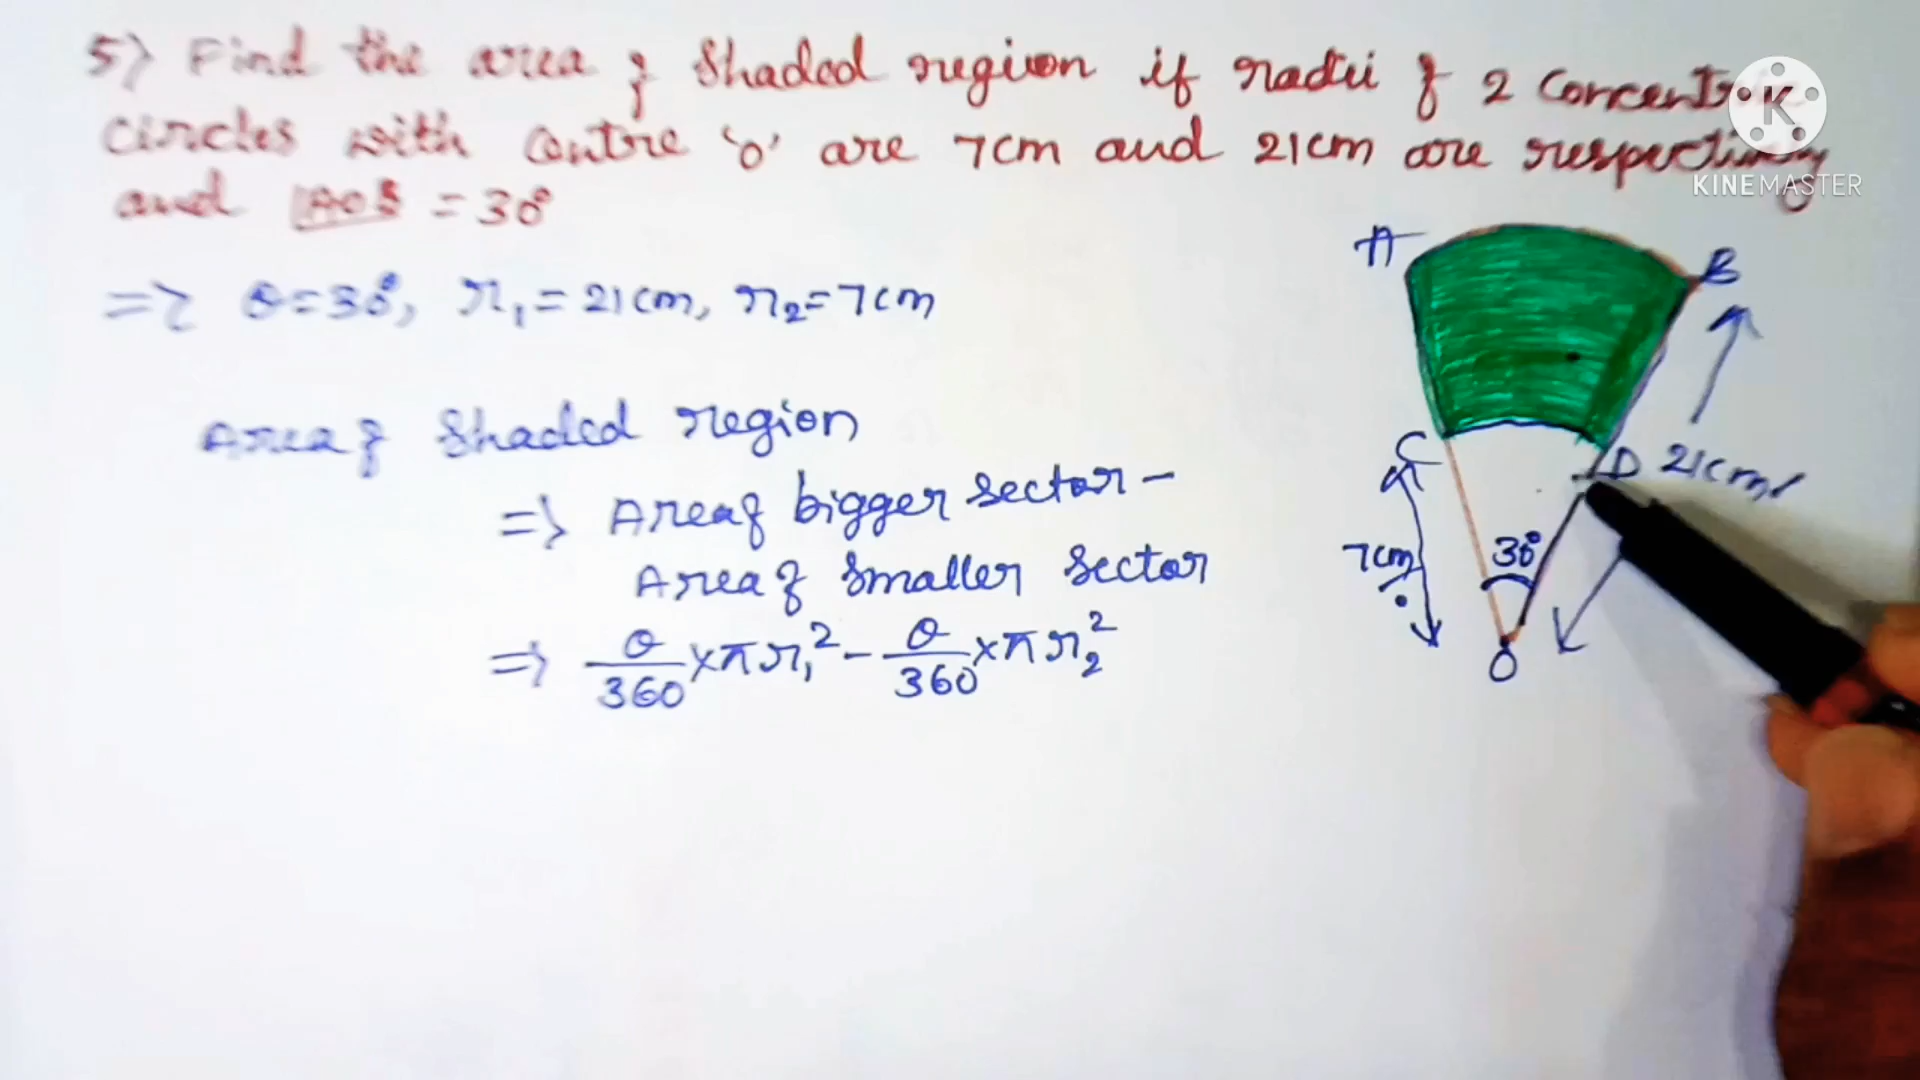 5) Find the area of shaded region if radii of 2 concentric
circles with centre 'O' are 7cm and 21cm are respectively
and ∠AOB = 30°
=> θ=30°, r₁=21cm, r₂=7cm
Area of shaded region
=> Area of bigger sector -
Area of smaller sector
=> θ/360 × πr₁² - θ/360 × πr₂²
A
B
C
D
21cm
7cm
30°
O
K
KINEMASTER